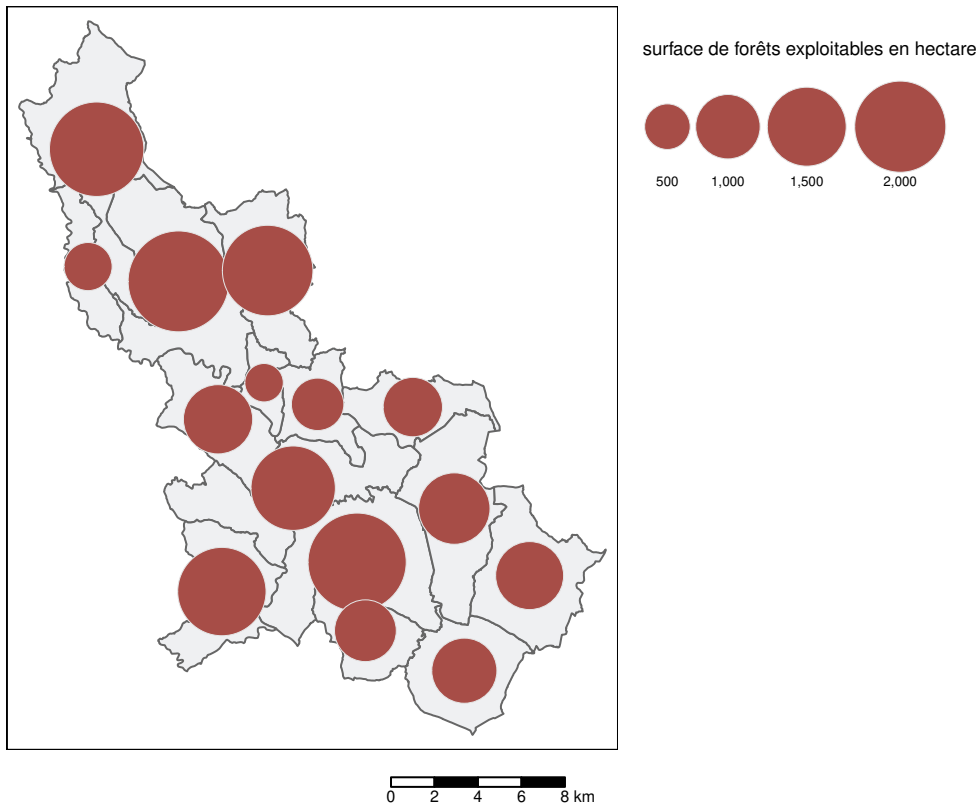 surface de forêts exploitables en hectare
500 1,000 1,500 2,000
0 2 4 6 8 km